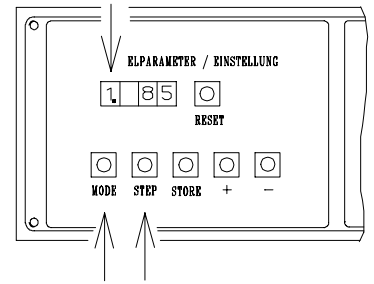 ELPARAMETER / EINSTELLUNG
1. 85
RESET
MODE STEP STORE + -